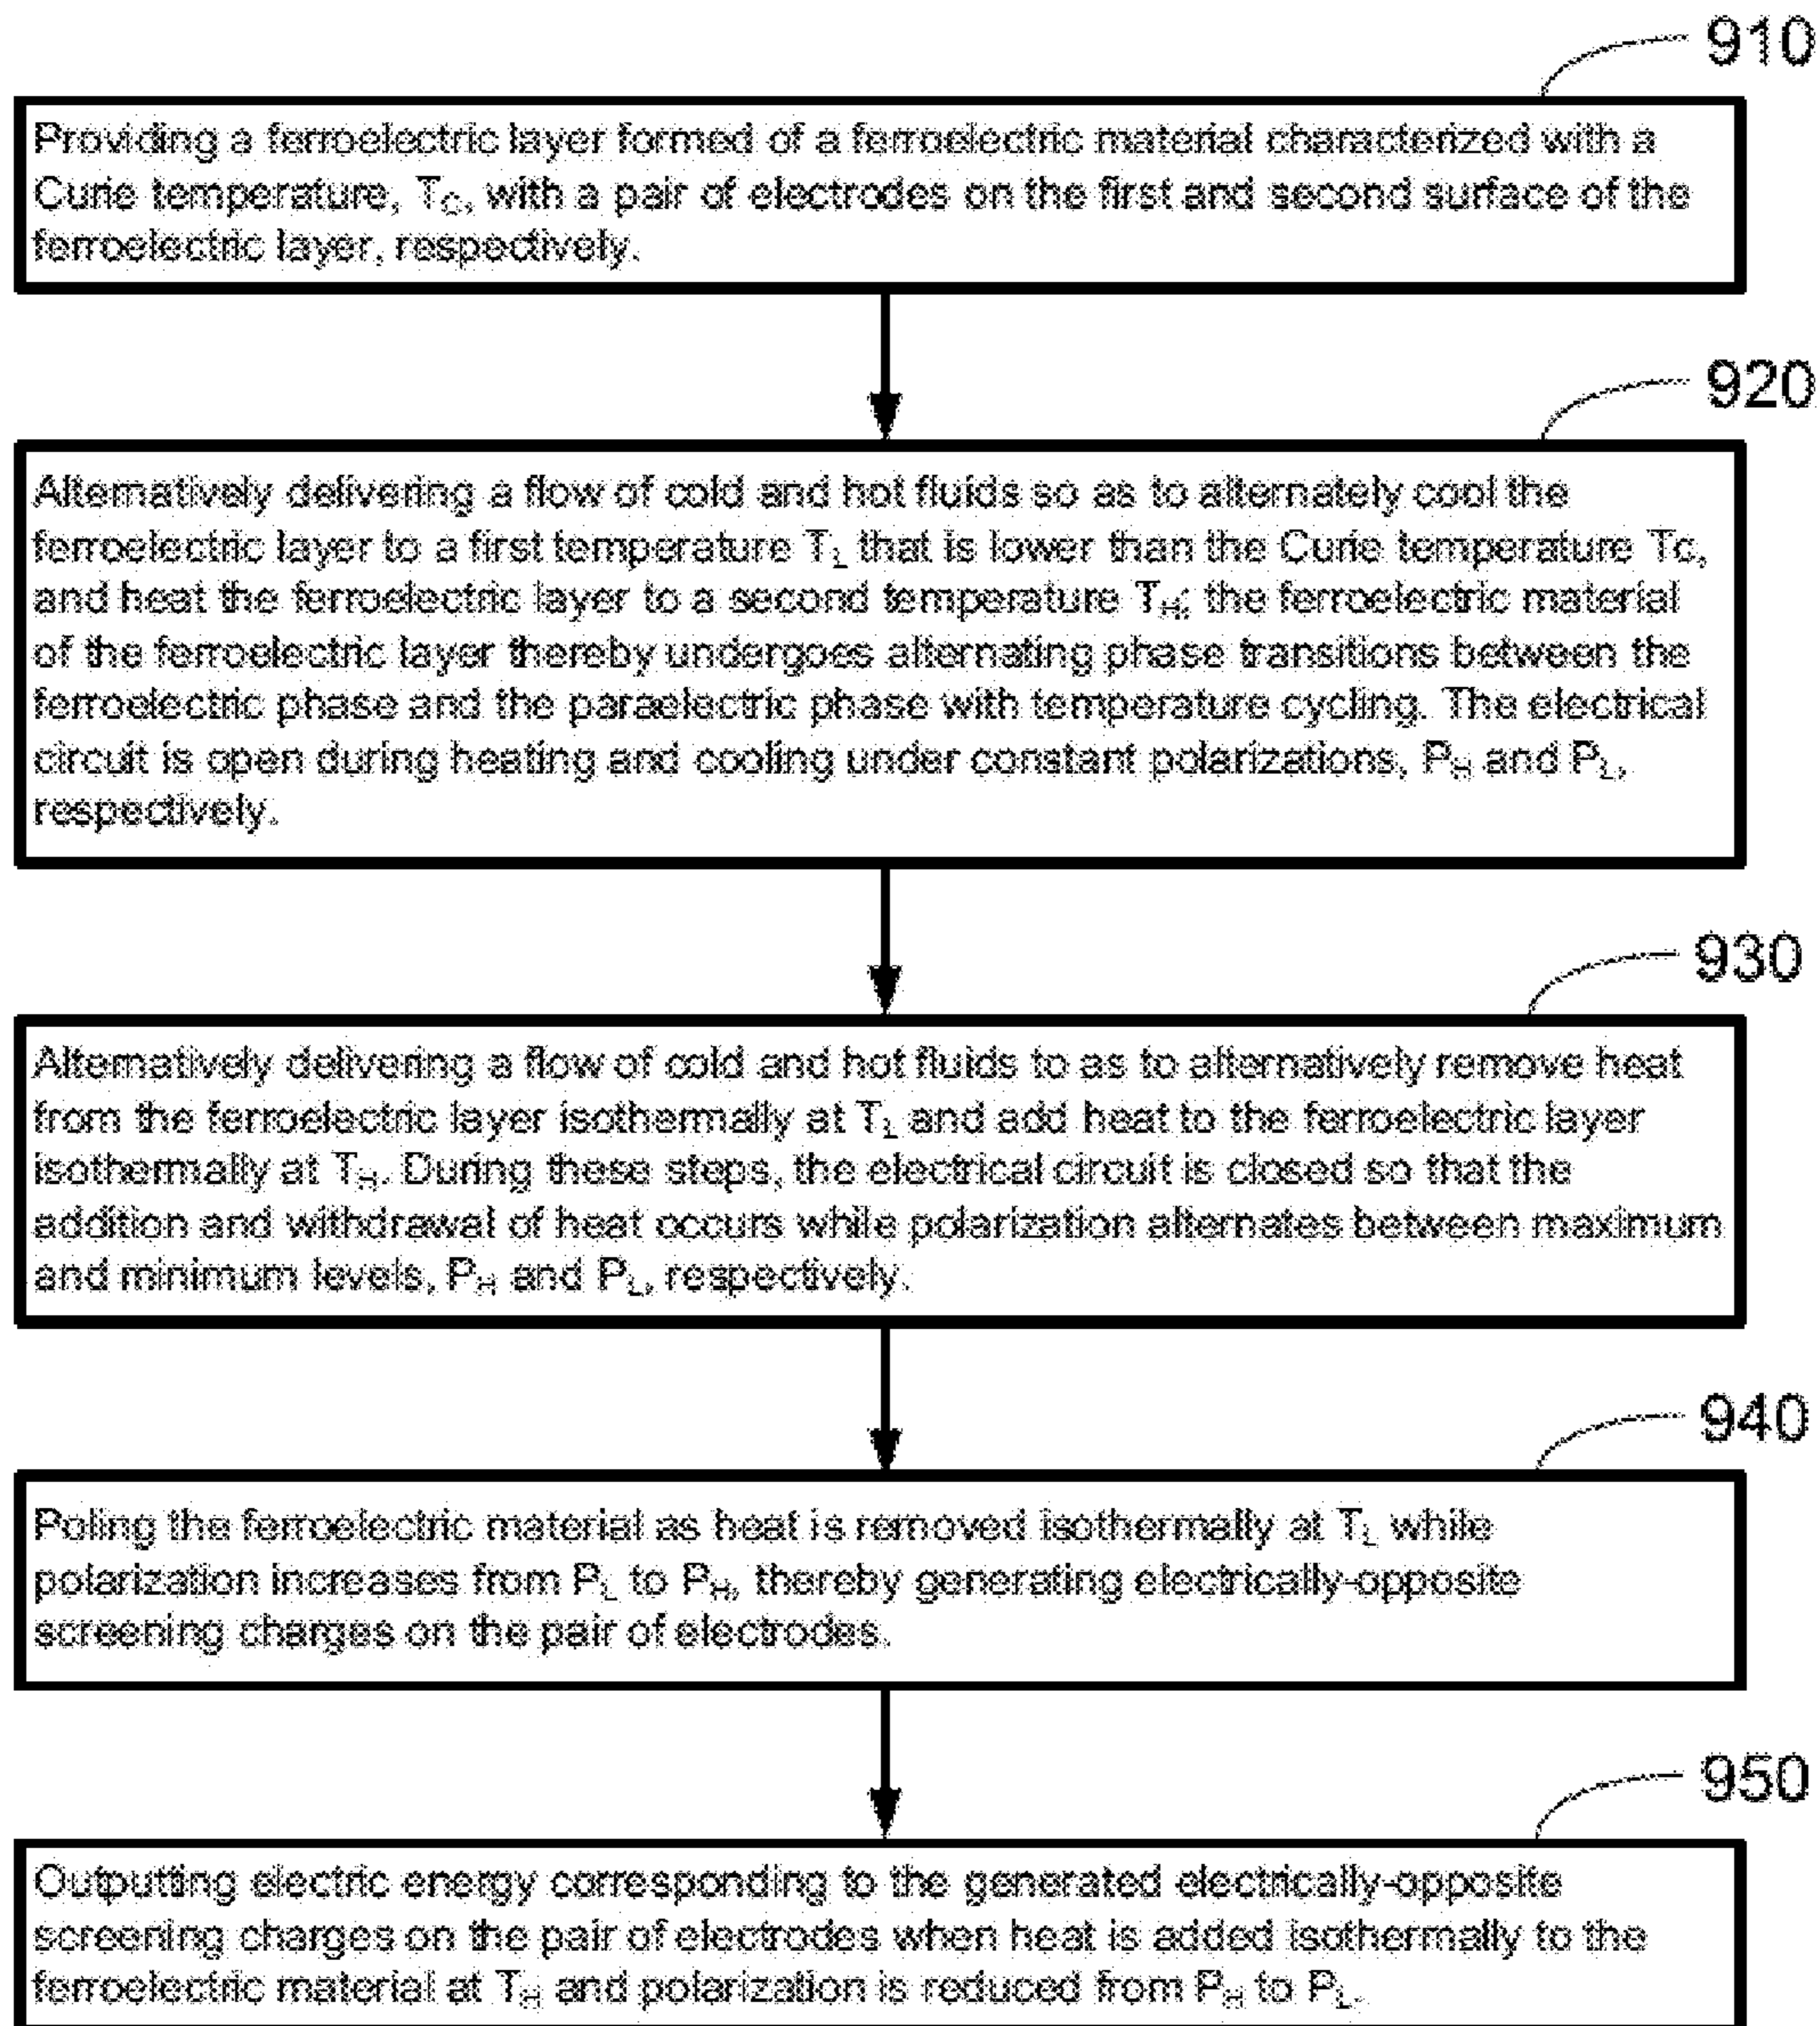 910
Providing a ferroelectric layer formed of a ferroelectric material characterized with a
Curie temperature, T_C, with a pair of electrodes on the first and second surface of the
ferroelectric layer, respectively.
920
Alternatively delivering a flow of cold and hot fluids so as to alternately cool the
ferroelectric layer to a first temperature T_L that is lower than the Curie temperature Tc,
and heat the ferroelectric layer to a second temperature T_H; the ferroelectric material
of the ferroelectric layer thereby undergoes alternating phase transitions between the
ferroelectric phase and the paraelectric phase with temperature cycling. The electrical
circuit is open during heating and cooling under constant polarizations, P_H and P_L,
respectively.
930
Alternatively delivering a flow of cold and hot fluids to as to alternatively remove heat
from the ferroelectric layer isothermally at T_L and add heat to the ferroelectric layer
isothermally at T_H. During these steps, the electrical circuit is closed so that the
addition and withdrawal of heat occurs while polarization alternates between maximum
and minimum levels, P_H and P_L, respectively.
940
Poling the ferroelectric material as heat is removed isothermally at T_L while
polarization increases from P_L to P_H, thereby generating electrically-opposite
screening charges on the pair of electrodes.
950
Outputting electric energy corresponding to the generated electrically-opposite
screening charges on the pair of electrodes when heat is added isothermally to the
ferroelectric material at T_H and polarization is reduced from P_H to P_L.